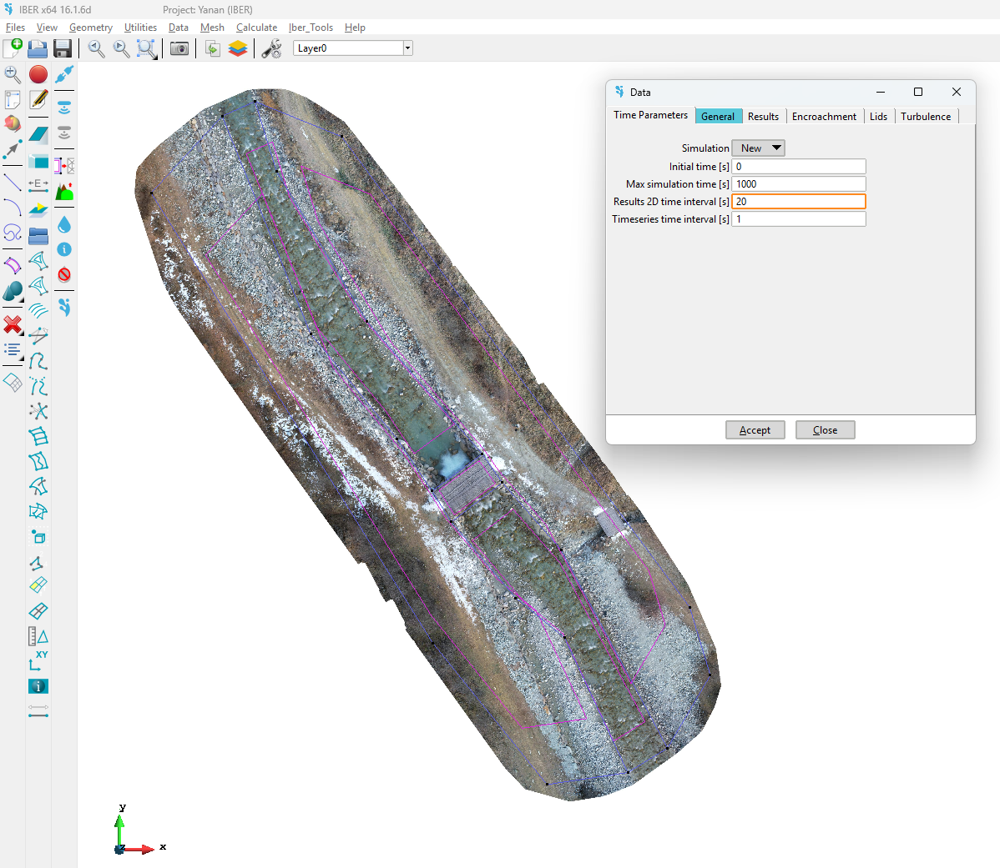 IBER x64 16.1.6d Project: Yanan (IBER)
Files View Geometry Utilities Data Mesh Calculate Iber_Tools Help
Layer0
Data
Time Parameters General Results Encroachment Lids Turbulence
Simulation New
Initial time [s] 0
Max simulation time [s] 1000
Results 2D time interval [s] 20
Timeseries time interval [s] 1
Accept Close
E
XY
y
z x